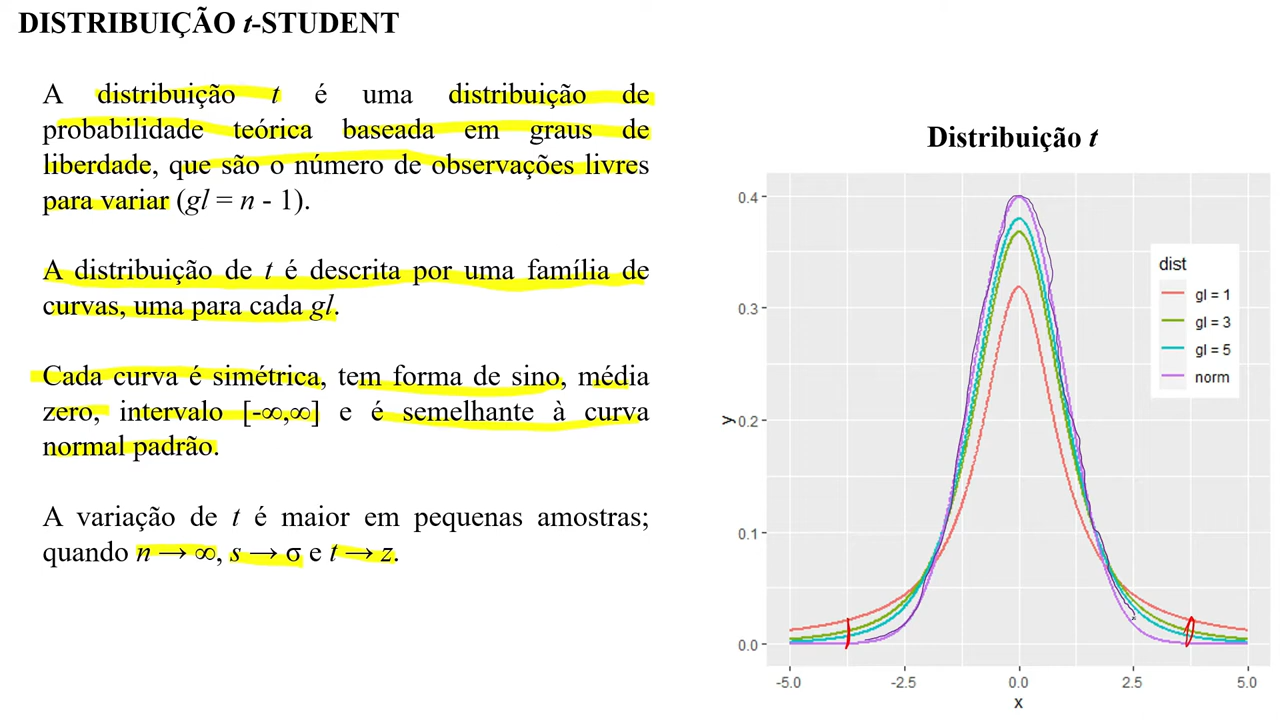 DISTRIBUIÇÃO t-STUDENT
A distribuição t é uma distribuição de
probabilidade teórica baseada em graus de
liberdade, que são o número de observações livres
para variar (gl = n - 1).
A distribuição de t é descrita por uma família de
curvas, uma para cada gl.
Cada curva é simétrica, tem forma de sino, média
zero, intervalo [-∞,∞] e é semelhante à curva
normal padrão.
A variação de t é maior em pequenas amostras;
quando n → ∞, s → σ e t → z.
Distribuição t
0.4
0.3
0.2
0.1
0.0
y
-5.0
-2.5
0.0
2.5
5.0
x
dist
gl = 1
gl = 3
gl = 5
norm